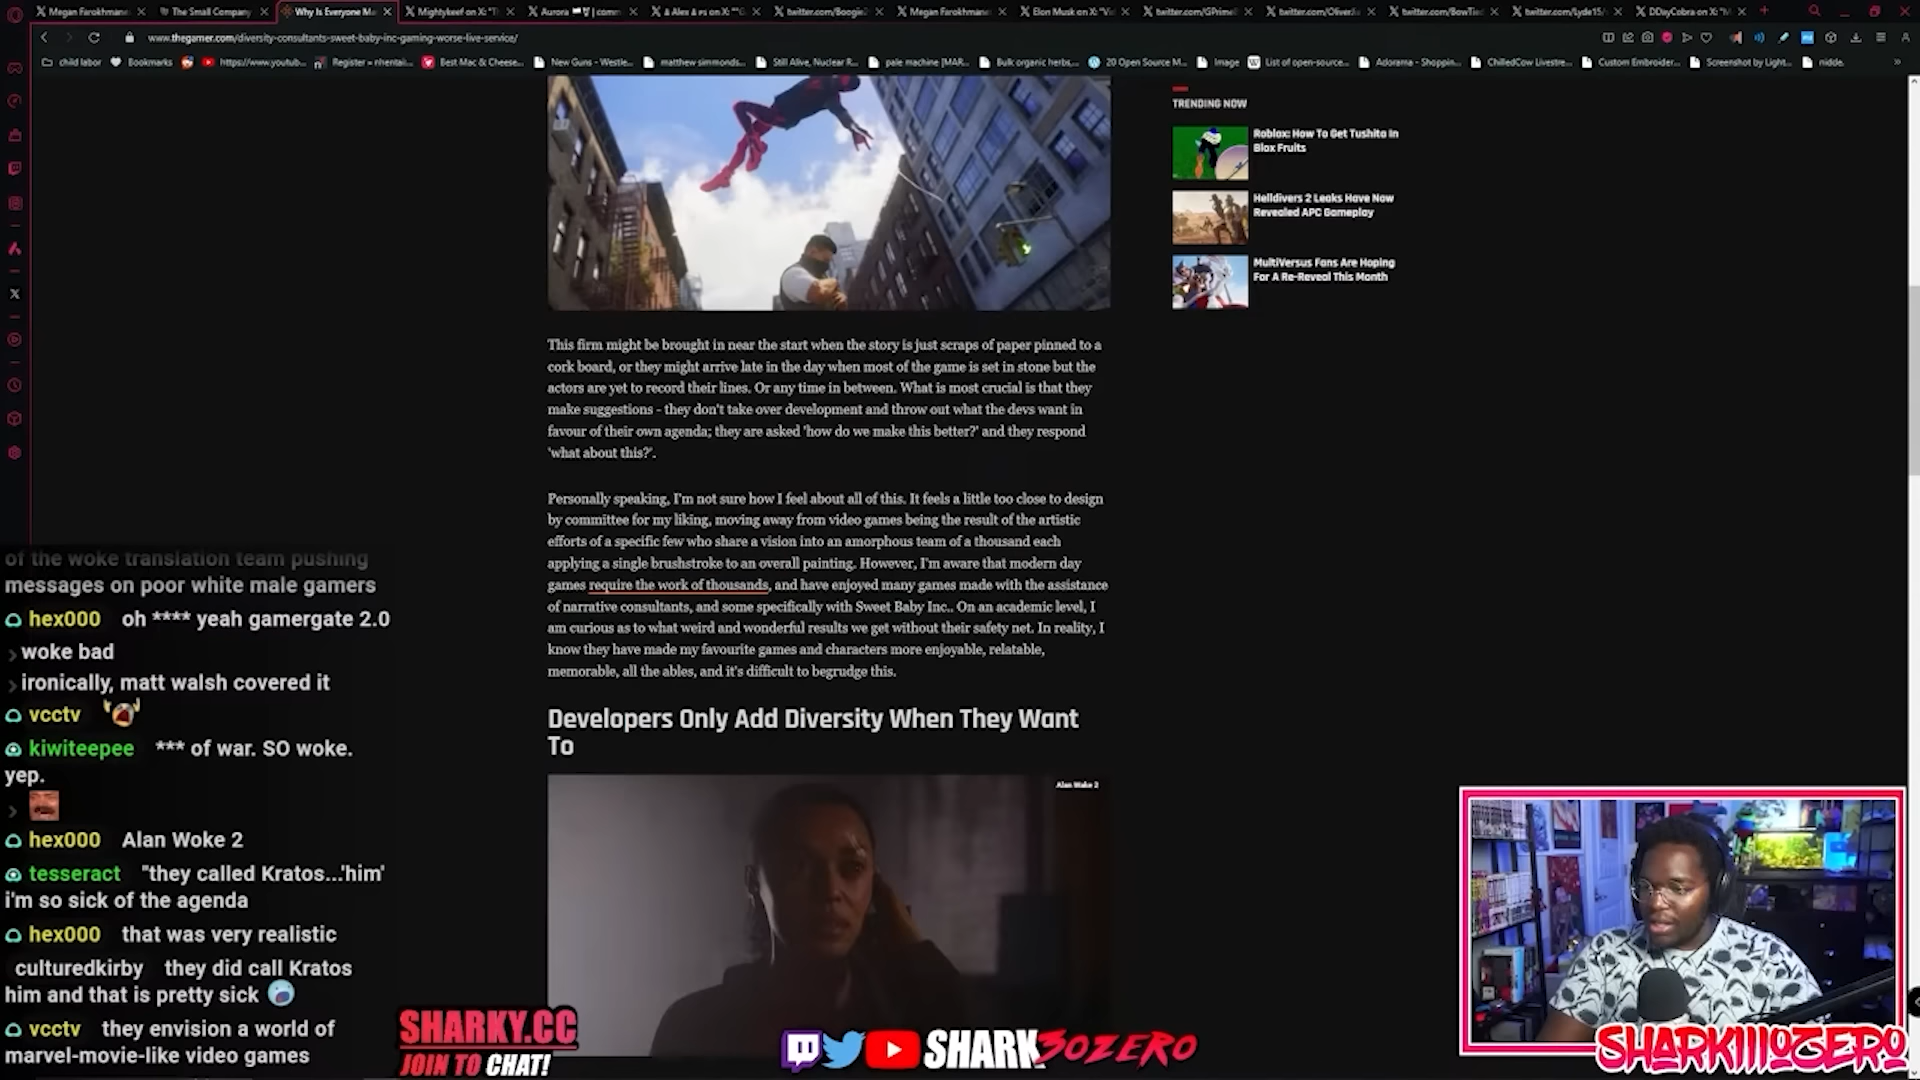 Megan Farokhmane
The Small Company
Why Is Everyone M
Mightykeef on X: "T
Aurora
| comm
twitter.com/Boogie
Megan Farokhmane
Elon Musk on X: "Vi
twitter.com/GPrime
twitter.com/OliverJ
twitter.com/BowTied
twitter.com/Lyde15/s
DDayCobra on X: "M
www.thegamer.com/diversity-consultants-sweet-baby-inc-gaming-worse-live-service/
child labor
Bookmarks
https://www.youtub...
Register » nhentai...
Best Mac & Cheese...
New Guns - Westle...
matthew simmonds...
Still Alive, Nuclear R...
pale machine [MAR...
Bulk organic herbs,...
20 Open Source M...
Image
List of open-source...
Adorama - Shoppin...
ChilledCow Livestre...
Custom Embroider...
Screenshot by Light...
nidde.
TRENDING NOW
Roblox: How To Get Tushita In
Blox Fruits
Helldivers 2 Leaks Have Now
Revealed APC Gameplay
MultiVersus Fans Are Hoping
For A Re-Reveal This Month
This firm might be brought in near the start when the story is just scraps of paper pinned to a
cork board, or they might arrive late in the day when most of the game is set in stone but the
actors are yet to record their lines. Or any time in between. What is most crucial is that they
make suggestions - they don't take over development and throw out what the devs want in
favour of their own agenda; they are asked 'how do we make this better?' and they respond
'what about this?'.
Personally speaking, I'm not sure how I feel about all of this. It feels a little too close to design
by committee for my liking, moving away from video games being the result of the artistic
efforts of a specific few who share a vision into an amorphous team of a thousand each
applying a single brushstroke to an overall painting. However, I'm aware that modern day
games require the work of thousands, and have enjoyed many games made with the assistance
of narrative consultants, and some specifically with Sweet Baby Inc.. On an academic level, I
am curious as to what weird and wonderful results we get without their safety net. In reality, I
know they have made my favourite games and characters more enjoyable, relatable,
memorable, all the ables, and it's difficult to begrudge this.
Developers Only Add Diversity When They Want
To
Alan Wake 2
of the woke translation team pushing
messages on poor white male gamers
hex000 oh **** yeah gamergate 2.0
woke bad
ironically, matt walsh covered it
vcctv
kiwiteepee *** of war. SO woke.
yep.
hex000 Alan Woke 2
tesseract "they called Kratos...'him'
i'm so sick of the agenda
hex000 that was very realistic
culturedkirby they did call Kratos
him and that is pretty sick
vcctv they envision a world of
marvel-movie-like video games
SHARKY.CC
JOIN TO CHAT!
SHARK3OZERO
SHARKIII0ZERO